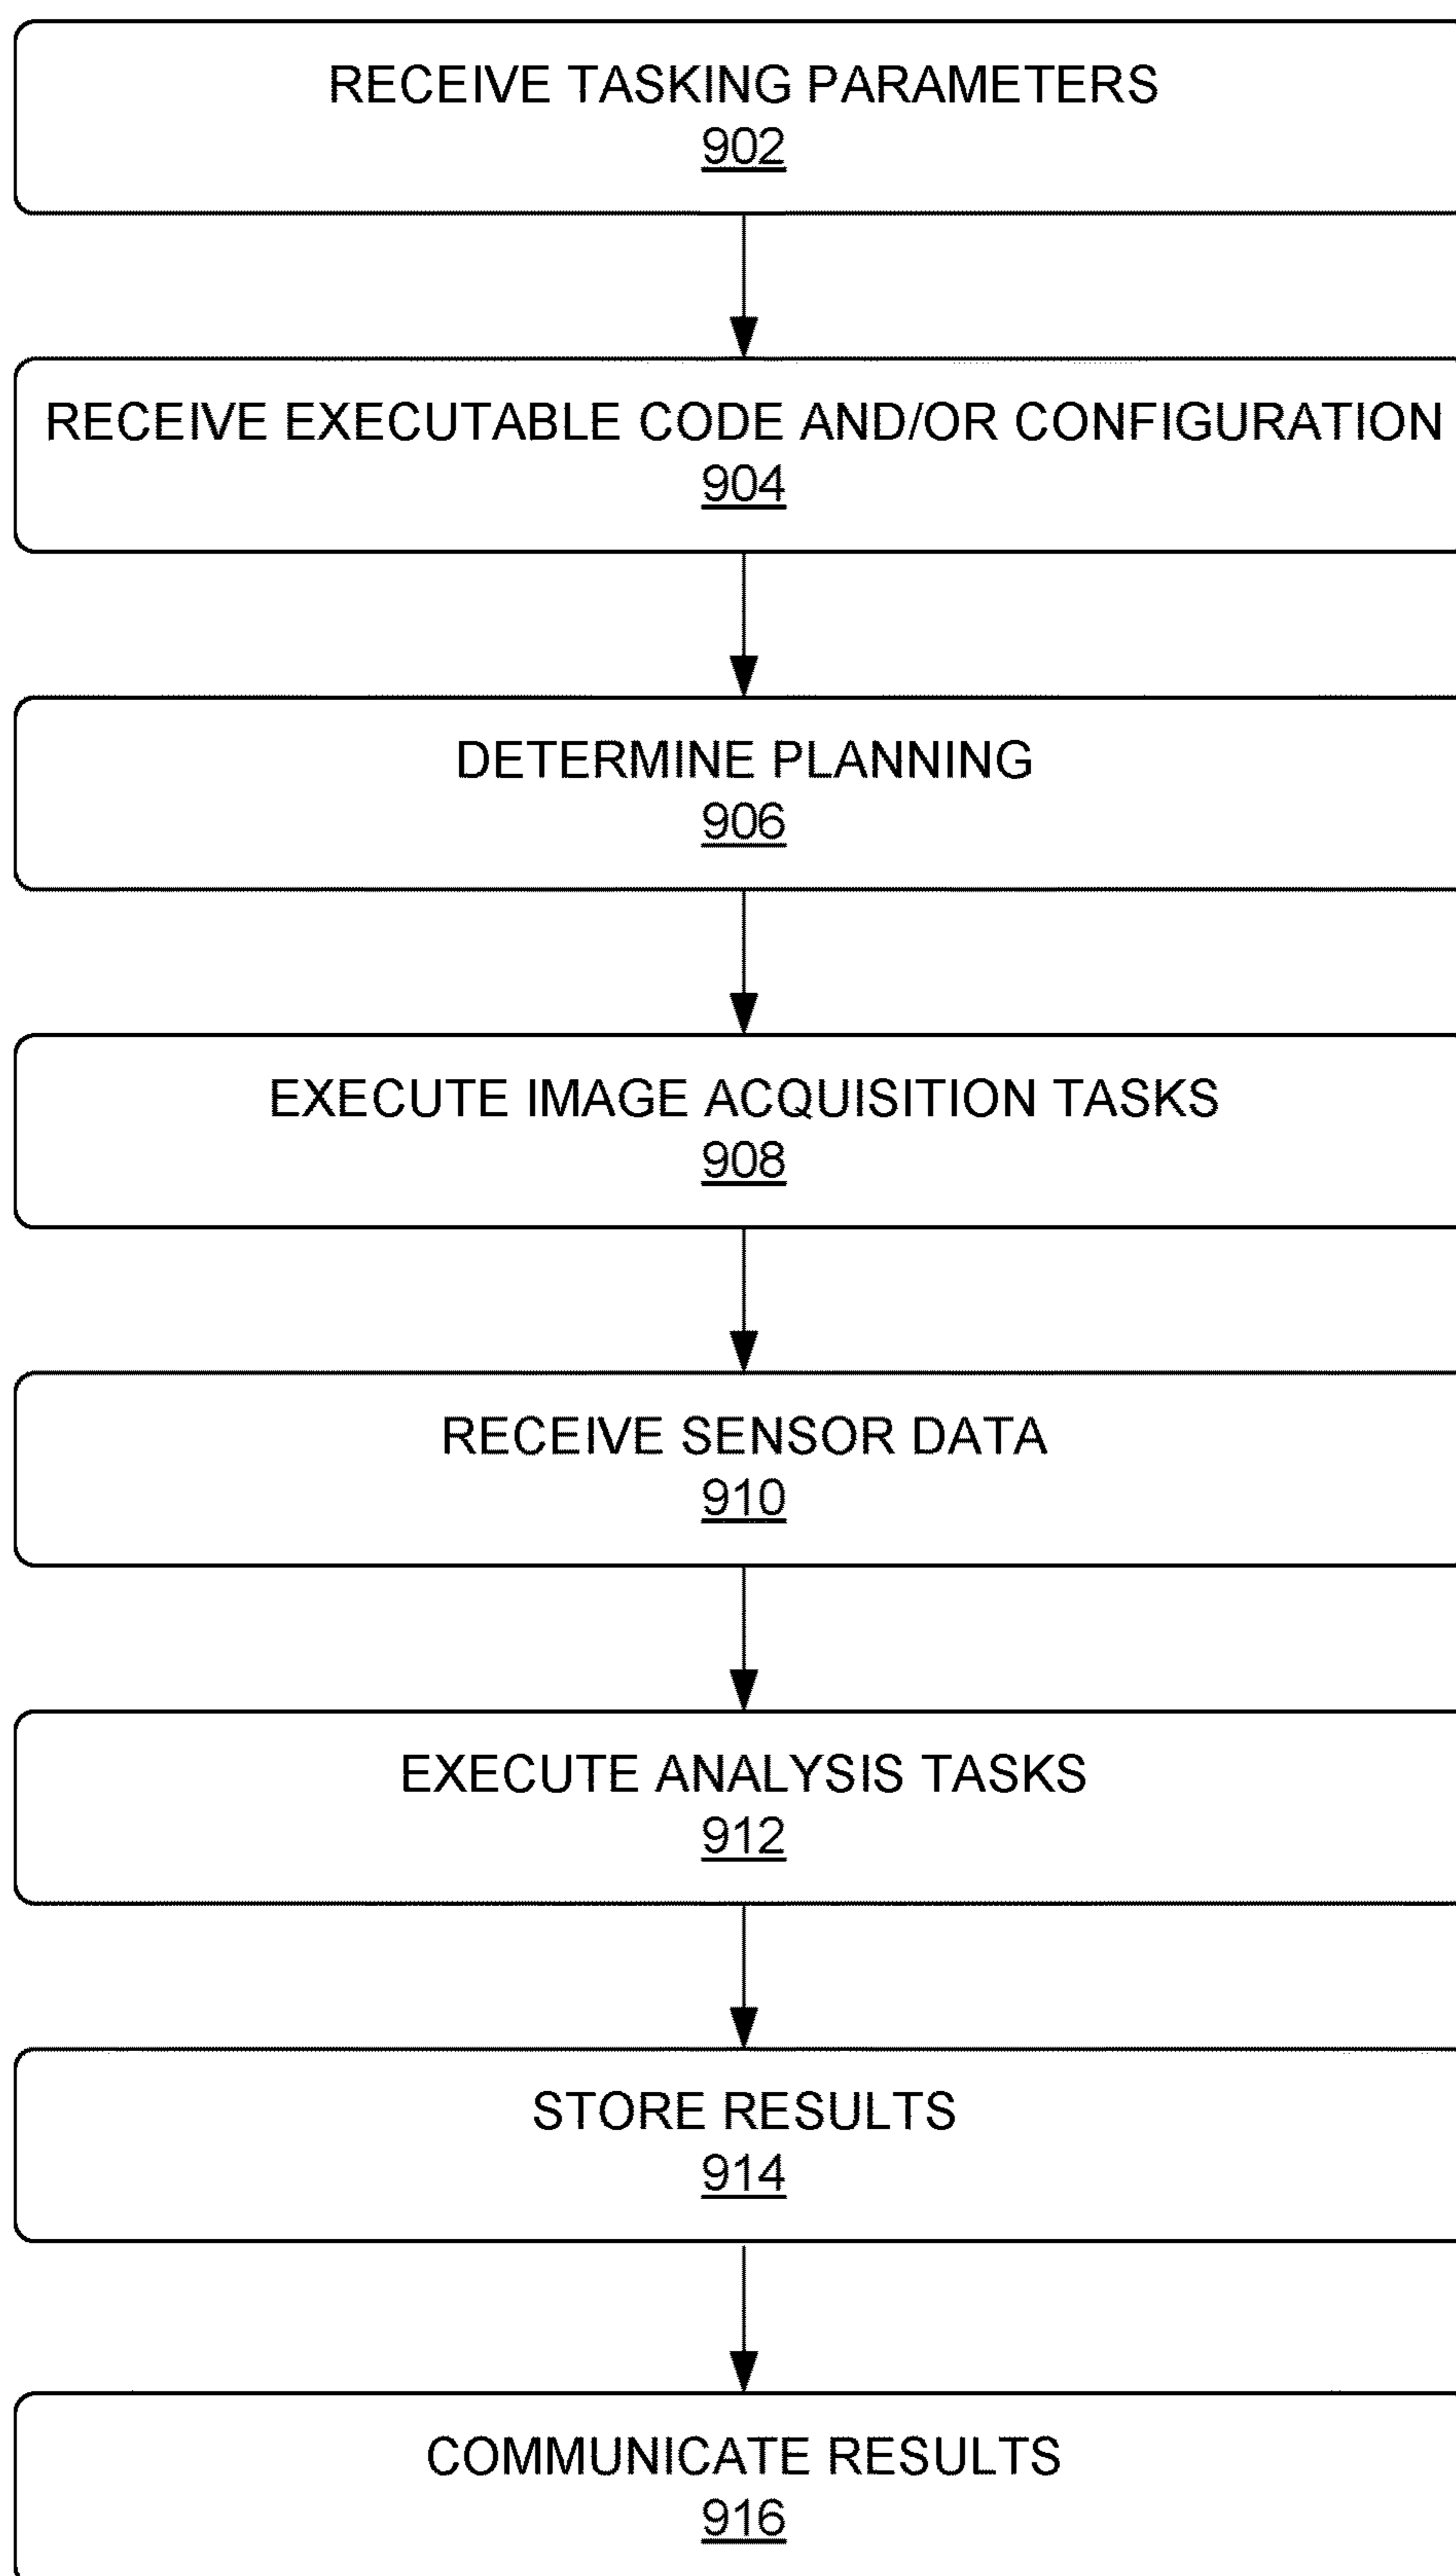 RECEIVE TASKING PARAMETERS
902
RECEIVE EXECUTABLE CODE AND/OR CONFIGURATION
904
DETERMINE PLANNING
906
EXECUTE IMAGE ACQUISITION TASKS
908
RECEIVE SENSOR DATA
910
EXECUTE ANALYSIS TASKS
912
STORE RESULTS
914
COMMUNICATE RESULTS
916